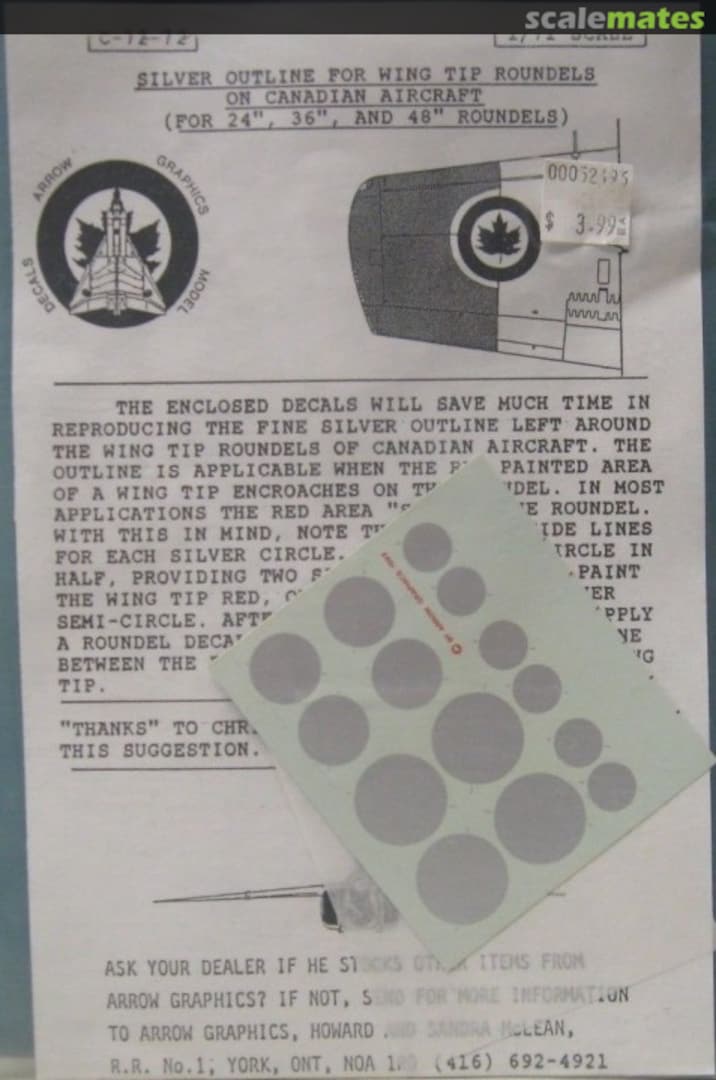 scalemates
C-72-12
1/72 SCALE
SILVER OUTLINE FOR WING TIP ROUNDELS
ON CANADIAN AIRCRAFT
(FOR 24", 36", AND 48" ROUNDELS)
ARROW GRAPHICS
MODEL
DECALS
00052495
$ 3.99
THE ENCLOSED DECALS WILL SAVE MUCH TIME IN
REPRODUCING THE FINE SILVER OUTLINE LEFT AROUND
THE WING TIP ROUNDELS OF CANADIAN AIRCRAFT. THE
OUTLINE IS APPLICABLE WHEN THE PAINTED AREA
OF A WING TIP ENCROACHES ON
IN MOST
APPLICATIONS THE RED AREA
ROUNDEL.
WITH THIS IN MIND, NOTE
LINES
FOR EACH SILVER CIRCLE.
IN
HALF, PROVIDING TWO
PAINT
THE WING TIP RED,
SEMI-CIRCLE.
A ROUNDEL
BETWEEN THE
TIP.
"THANKS" TO
THIS SUGGESTION.
© BY ARROW GRAPHICS
ASK YOUR DEALER IF HE STOCKS OTHER ITEMS FROM
ARROW GRAPHICS? IF NOT, SEND FOR MORE INFORMATION
TO ARROW GRAPHICS, HOWARD AND SANDRA McLEAN,
R.R. No.1, YORK, ONT, (416) 692-4921